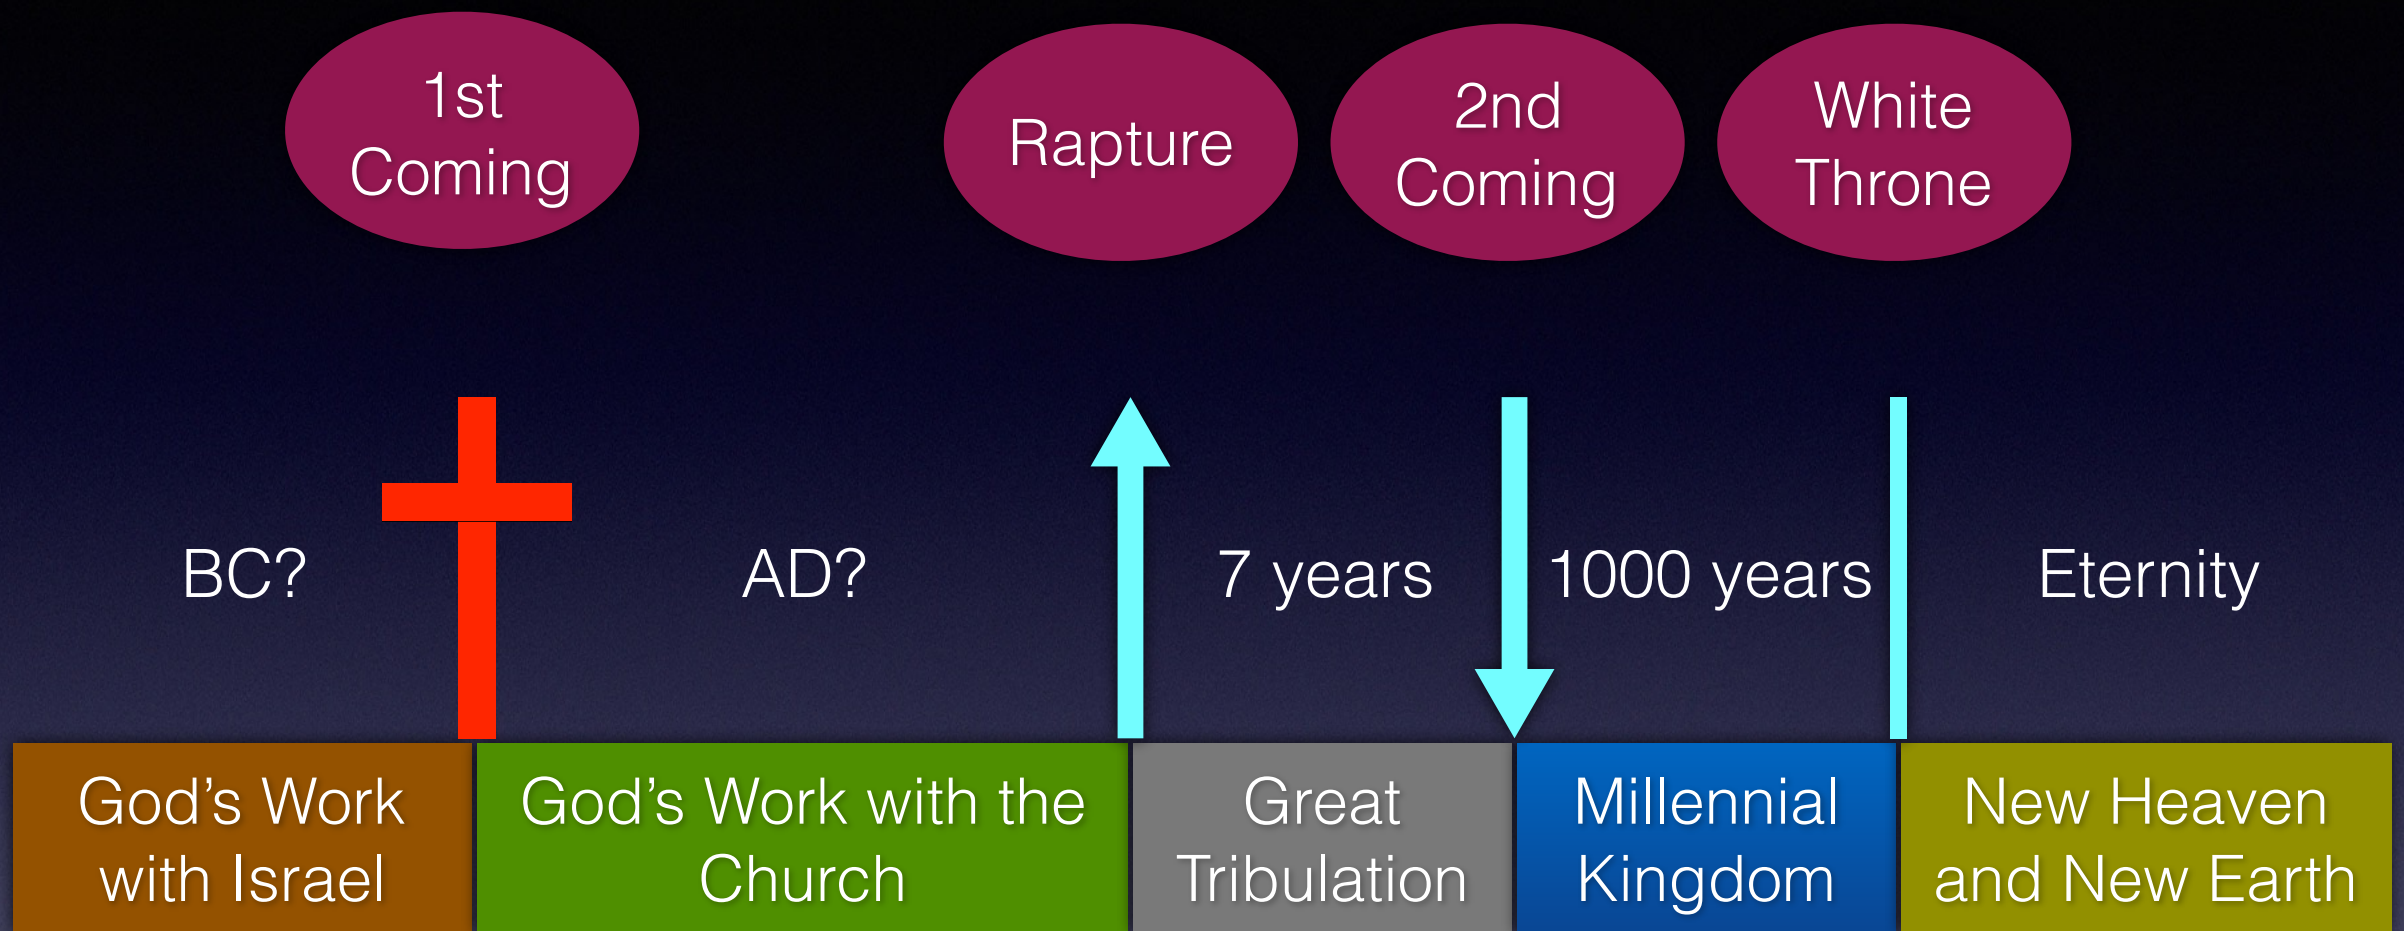 1st
Coming
Rapture
2nd
Coming
White
Throne
BC?
AD?
7 years
1000 years
Eternity
God’s Work
with Israel
God’s Work with the
Church
Great
Tribulation
Millennial
Kingdom
New Heaven
and New Earth